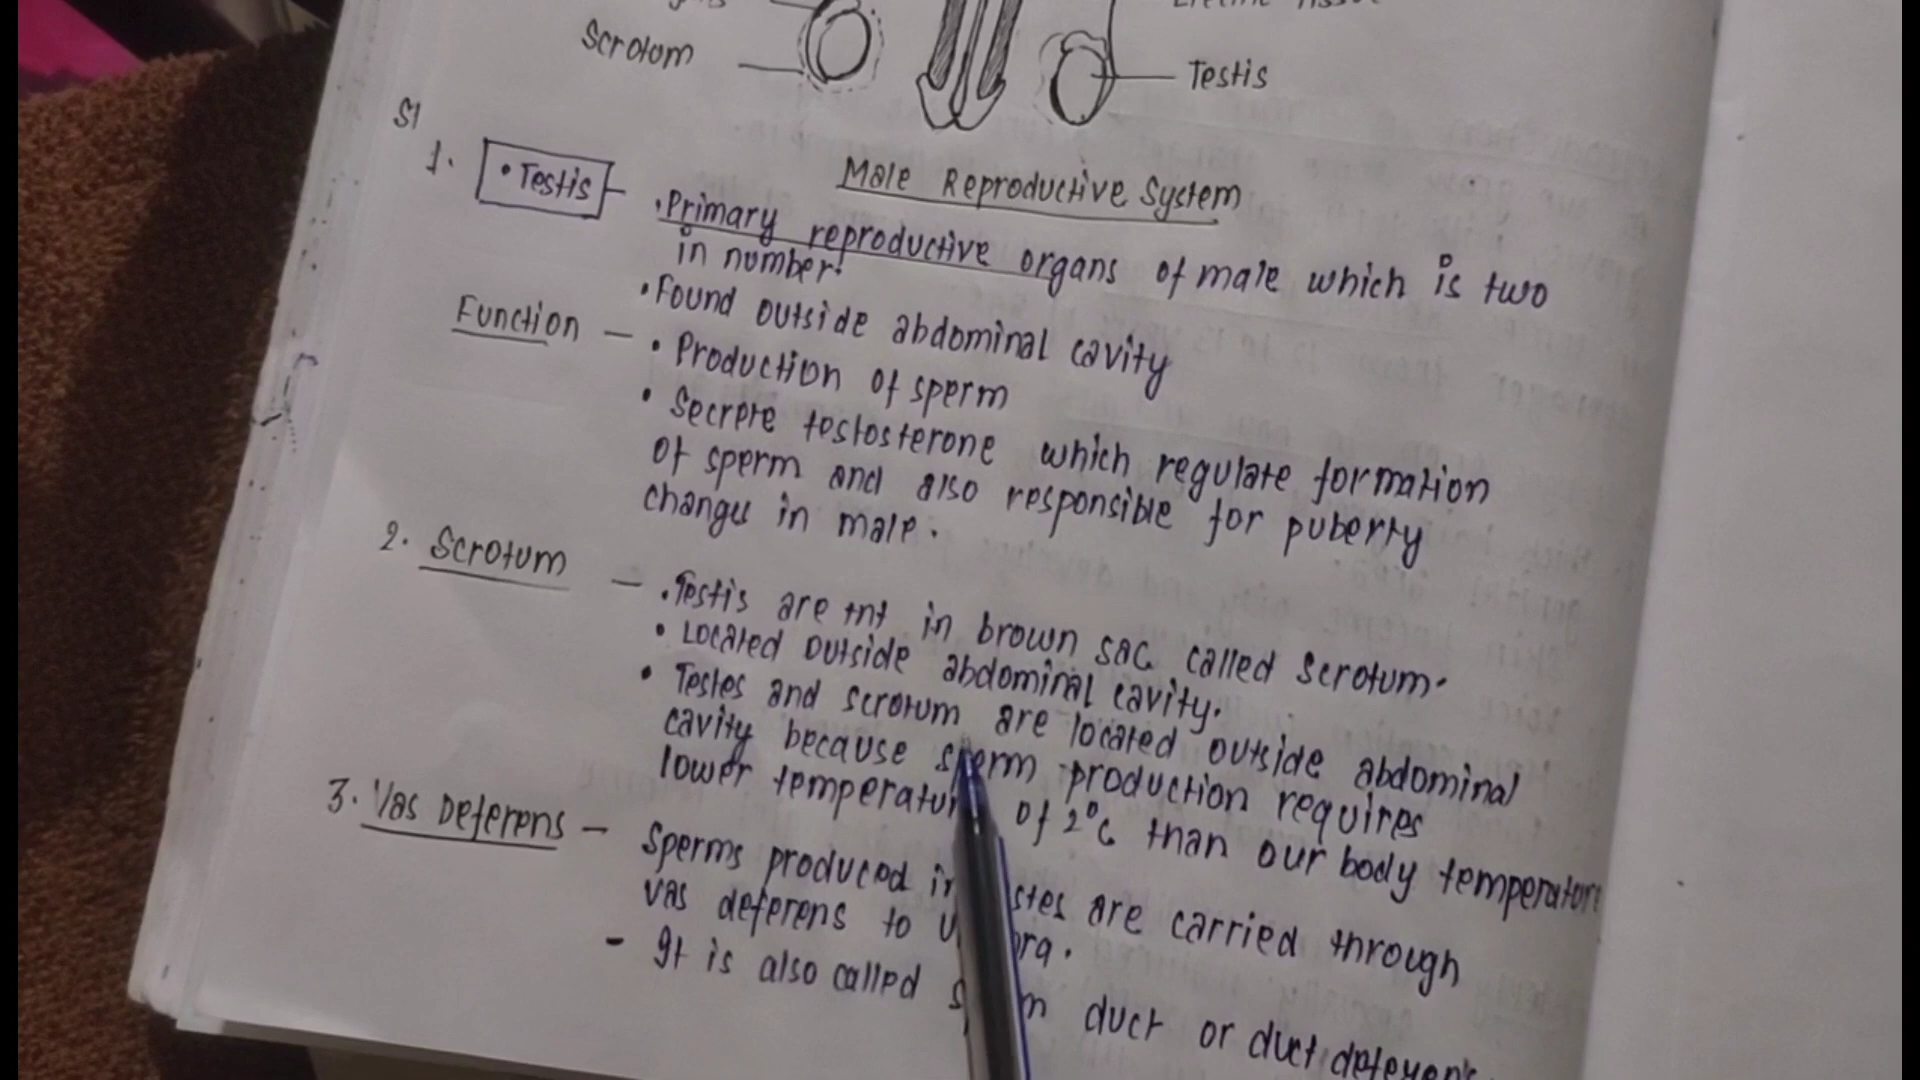 Scrotum
Testis
S1
Male Reproductive System
1. • Testis - • Primary reproductive organs of male which is two
in number.
• Found outside abdominal cavity
Function - • Production of sperm
• Secrete testosterone which regulate formation
of sperm and also responsible for puberty
changes in male.
2. Scrotum - • Testis are in brown sac called scrotum.
• Located outside abdominal cavity.
• Testes and scrotum are located outside abdominal
cavity because sperm production requires
lower temperature of 2°C than our body temperature
3. Vas Deferens - Sperms produced in are carried through
vas deferens to
- It is also called duct or duct deferens